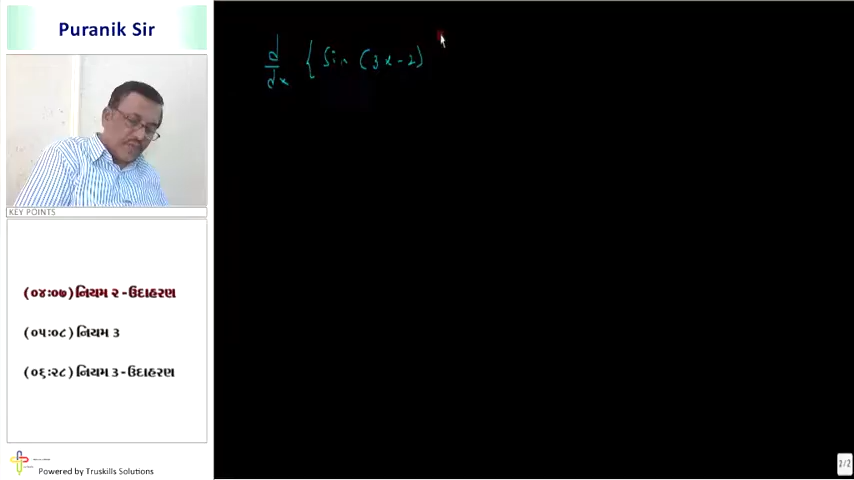 Puranik Sir
d/dx { Sin (3x-2)
KEY POINTS
(૦૪:૦૭) નિયમ ૨ - ઉદાહરણ
(૦૫:૦૮) નિયમ 3
(૦૬:૨૮) નિયમ 3 - ઉદાહરણ
Powered by Truskills Solutions
2/2